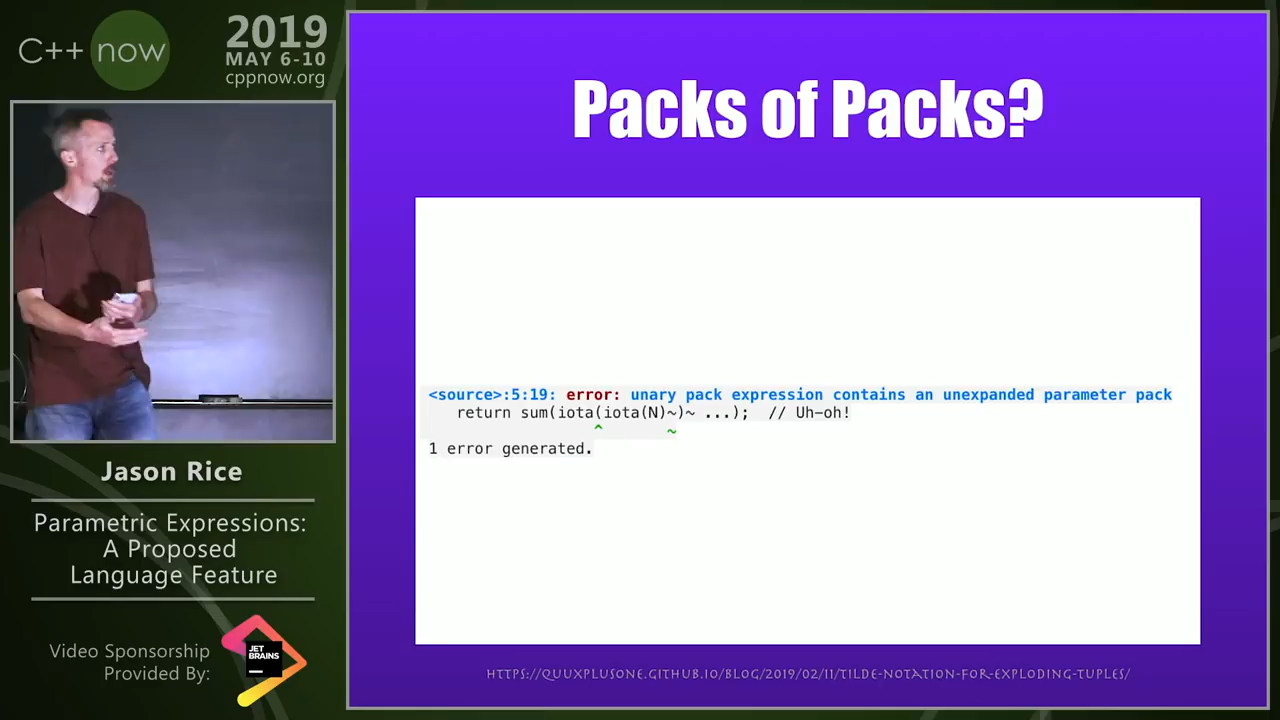 C++ now
2019
MAY 6-10
cppnow.org
Packs of Packs?
<source>:5:19: error: unary pack expression contains an unexpanded parameter pack
return sum(iota(iota(N)~)~ ...);  // Uh-oh!
^ ~
1 error generated.
HTTPS://QUUXPLUSONE.GITHUB.IO/BLOG/2019/02/11/TILDE-NOTATION-FOR-EXPLODING-TUPLES/
Jason Rice
Parametric Expressions:
A Proposed
Language Feature
Video Sponsorship
Provided By:
JET
BRAINS